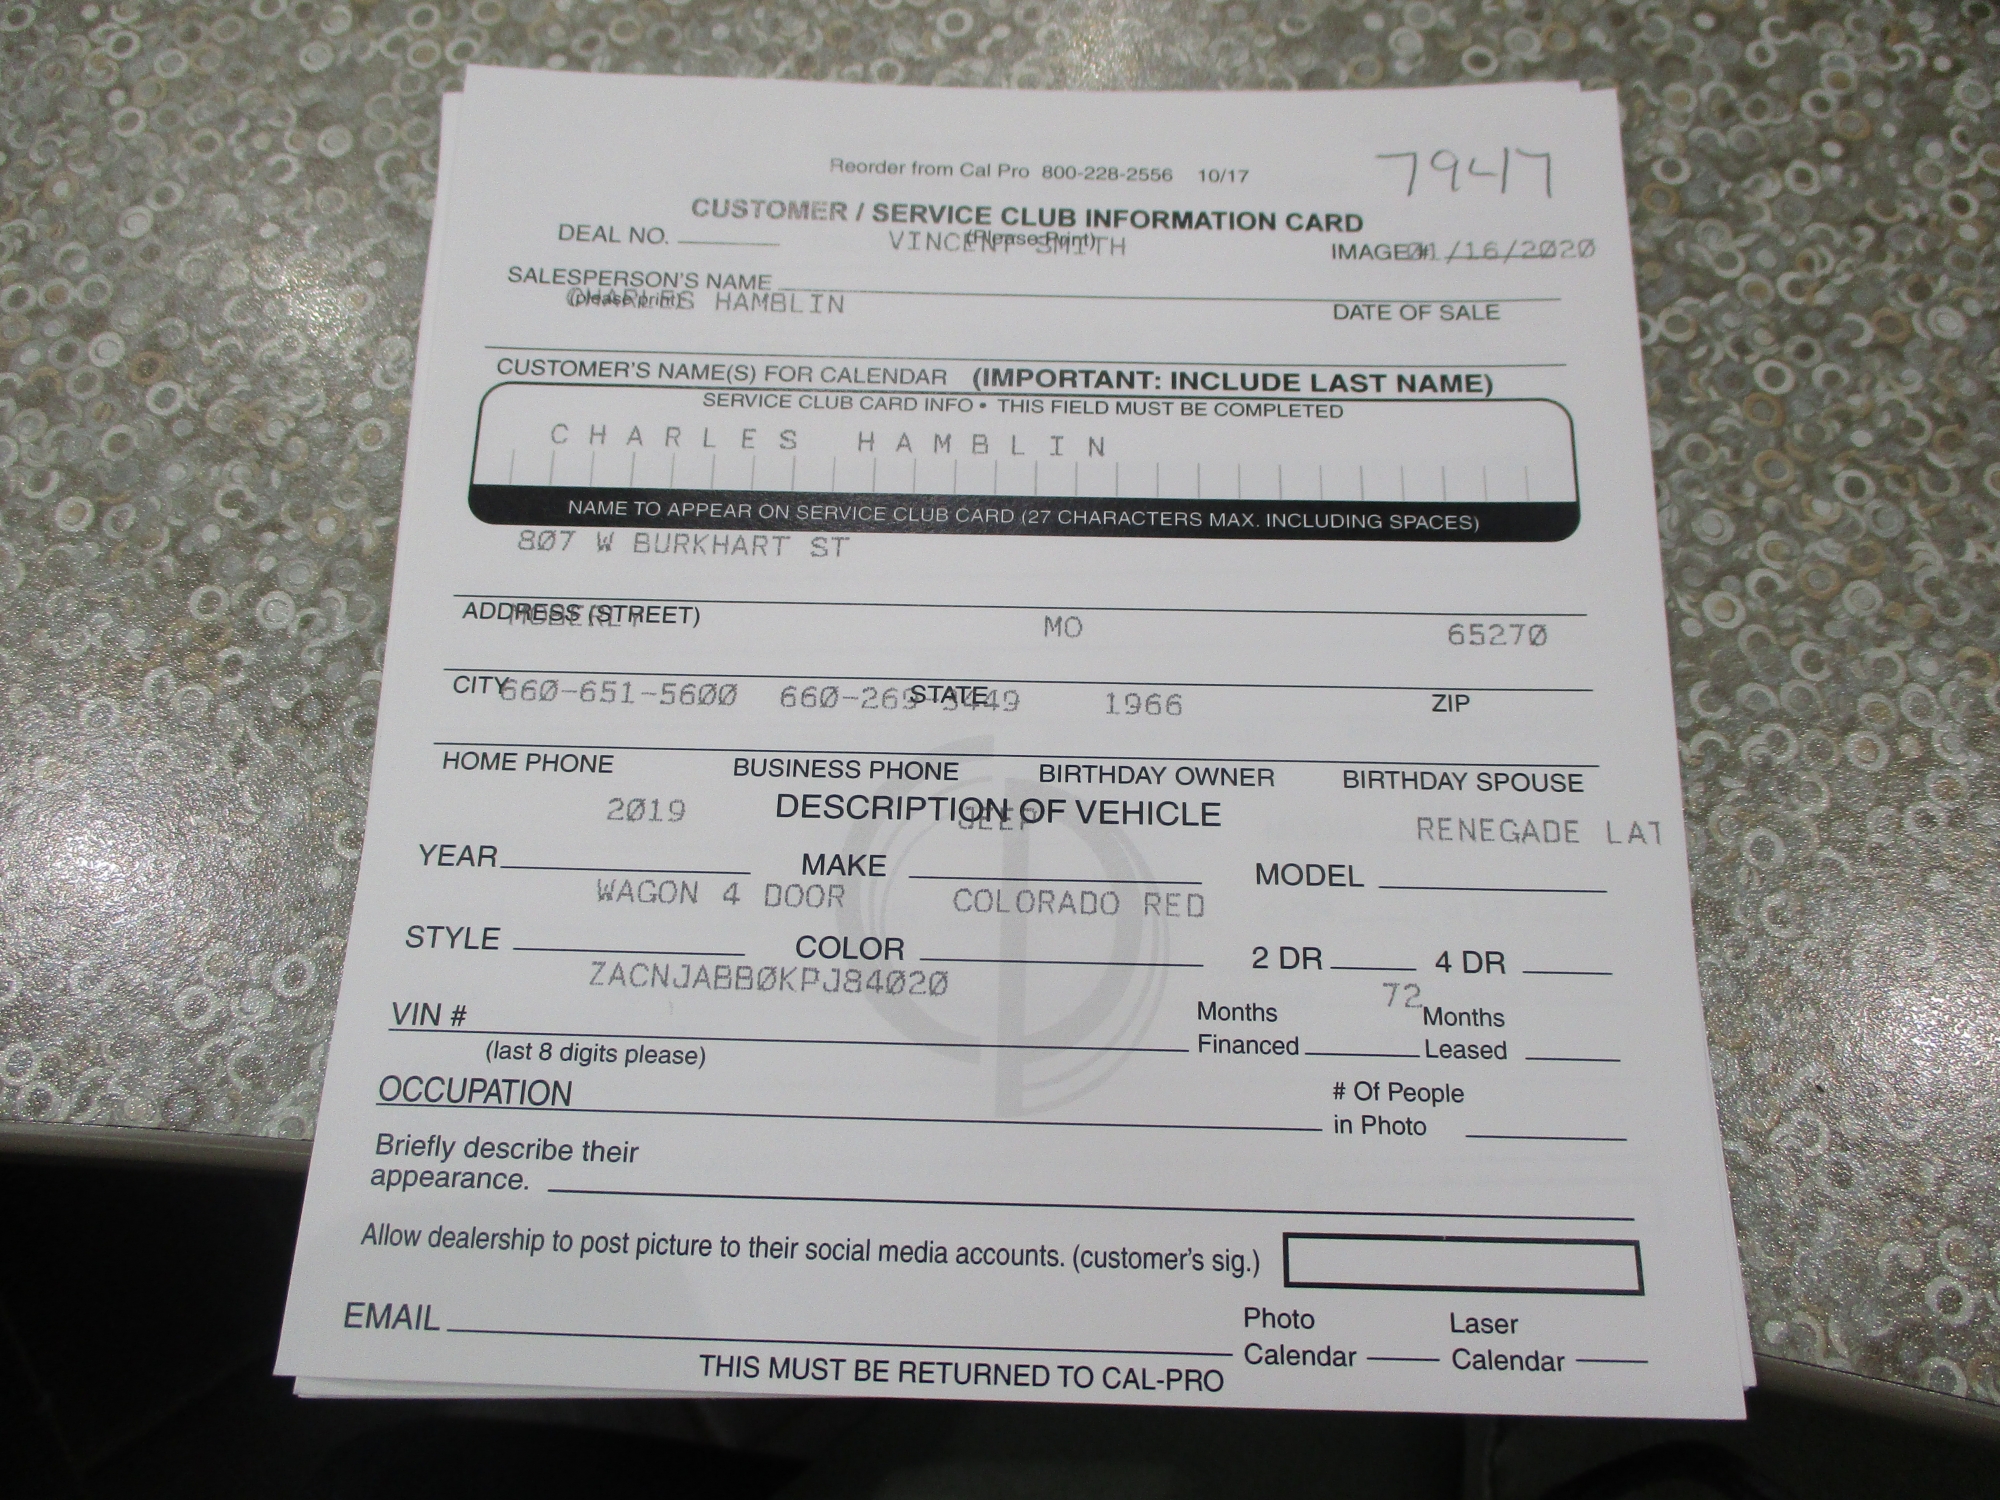 7947
Reorder from Cal Pro 800-228-2556 10/17
CUSTOMER / SERVICE CLUB INFORMATION CARD
(Please Print)
DEAL NO.
VINCENT SMITH
IMAGE# 01/16/2020
SALESPERSON'S NAME
(please print)
CHARLES HAMBLIN
DATE OF SALE
CUSTOMER'S NAME(S) FOR CALENDAR (IMPORTANT: INCLUDE LAST NAME)
SERVICE CLUB CARD INFO • THIS FIELD MUST BE COMPLETED
CHARLES HAMBLIN
NAME TO APPEAR ON SERVICE CLUB CARD (27 CHARACTERS MAX. INCLUDING SPACES)
807 W BURKHART ST
ADDRESS (STREET)
MOBERLY MO 65270
CITY STATE ZIP
660-651-5600 1966
HOME PHONE BUSINESS PHONE BIRTHDAY OWNER BIRTHDAY SPOUSE
DESCRIPTION OF VEHICLE
2019 JEEP RENEGADE LAT
YEAR MAKE MODEL
WAGON 4 DOOR COLORADO RED
STYLE COLOR 2 DR 4 DR
ZACNJABB0KPJ84020 72
VIN # Months Financed Months Leased
(last 8 digits please)
OCCUPATION # Of People in Photo
Briefly describe their
appearance.
Allow dealership to post picture to their social media accounts. (customer's sig.)
EMAIL Photo Calendar Laser Calendar
THIS MUST BE RETURNED TO CAL-PRO